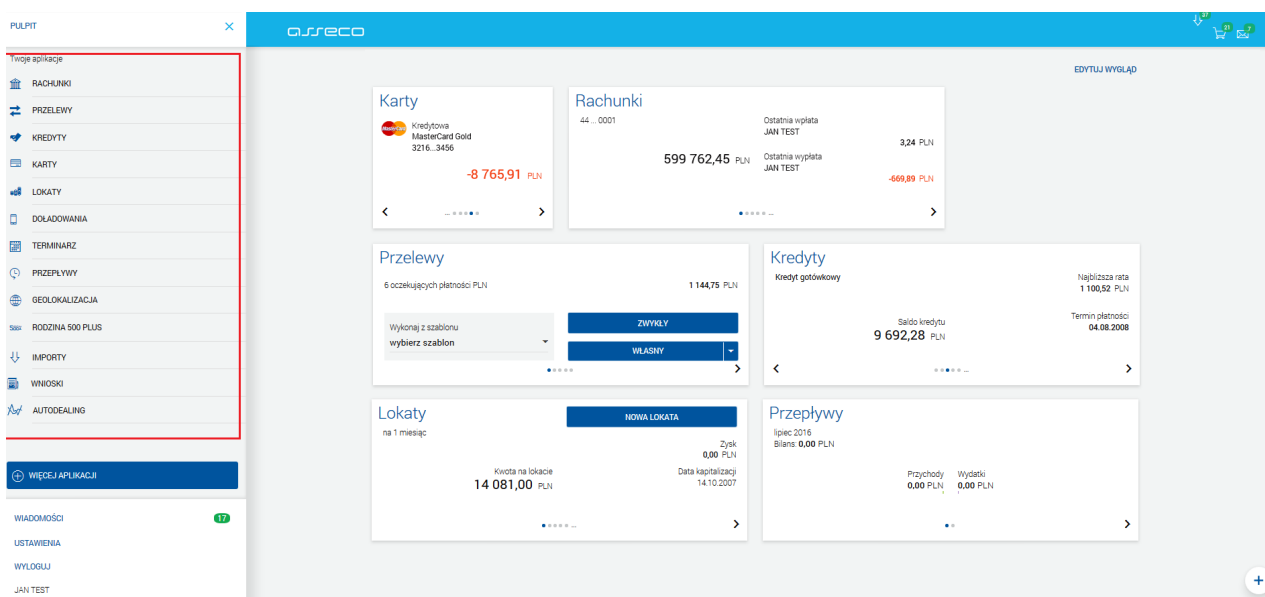 PULPIT
asseco
37
21
7
Twoje aplikacje
RACHUNKI
PRZELEWY
KREDYTY
KARTY
LOKATY
DOŁADOWANIA
TERMINARZ
PRZEPŁYWY
GEOLOKALIZACJA
RODZINA 500 PLUS
IMPORTY
WNIOSKI
AUTODEALING
WIĘCEJ APLIKACJI
WIADOMOŚCI 17
USTAWIENIA
WYLOGUJ
JAN TEST
EDYTUJ WYGLĄD
Karty
MasterCard
Kredytowa
MasterCard Gold
3216...3456
-8 765,91 PLN
...
Rachunki
44 ... 0001
599 762,45 PLN
Ostatnia wpłata
JAN TEST
3,24 PLN
Ostatnia wypłata
JAN TEST
-669,89 PLN
...
Przelewy
6 oczekujących płatności PLN 1 144,75 PLN
Wykonaj z szablonu
wybierz szablon
ZWYKŁY
WŁASNY
Kredyty
Kredyt gotówkowy
Najbliższa rata
1 100,52 PLN
Saldo kredytu
9 692,28 PLN
Termin płatności
04.08.2008
...
Lokaty
NOWA LOKATA
na 1 miesiąc
Zysk
0,00 PLN
Kwota na lokacie
14 081,00 PLN
Data kapitalizacji
14.10.2007
...
Przepływy
lipiec 2016
Bilans: 0,00 PLN
Przychody Wydatki
0,00 PLN 0,00 PLN